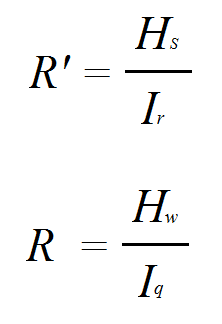 R' = Hs / Ir
R = Hw / Iq